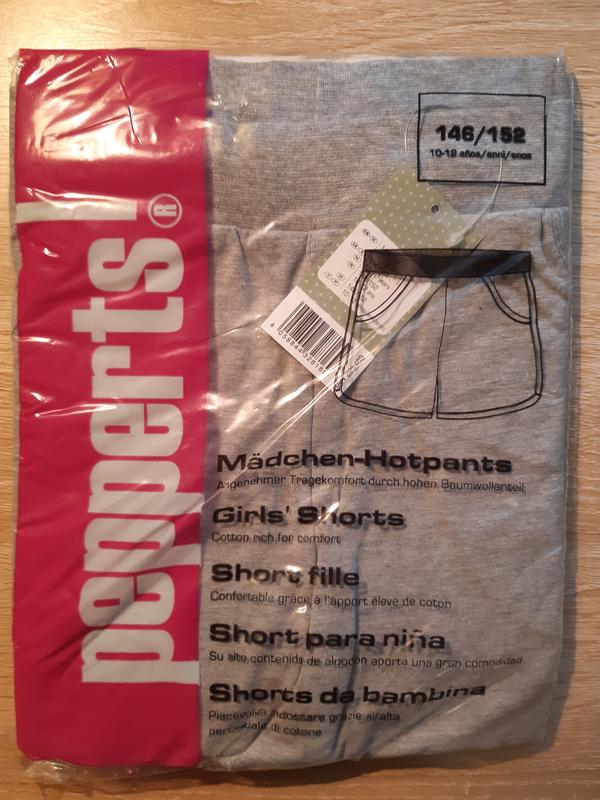 pepperts!®
146/152
10-12 años/anni/anos
Mädchen-Hotpants
Angenehmer Tragekomfort durch hohen Baumwollanteil
Girls' Shorts
Cotton rich for comfort
Short fille
Confortable grâce à l'apport élevé de coton
Short para niña
Su alto contenido de algodón aporta una gran comodidad
Shorts da bambina
Piacevoli da indossare grazie all'alta
percentuale di cotone